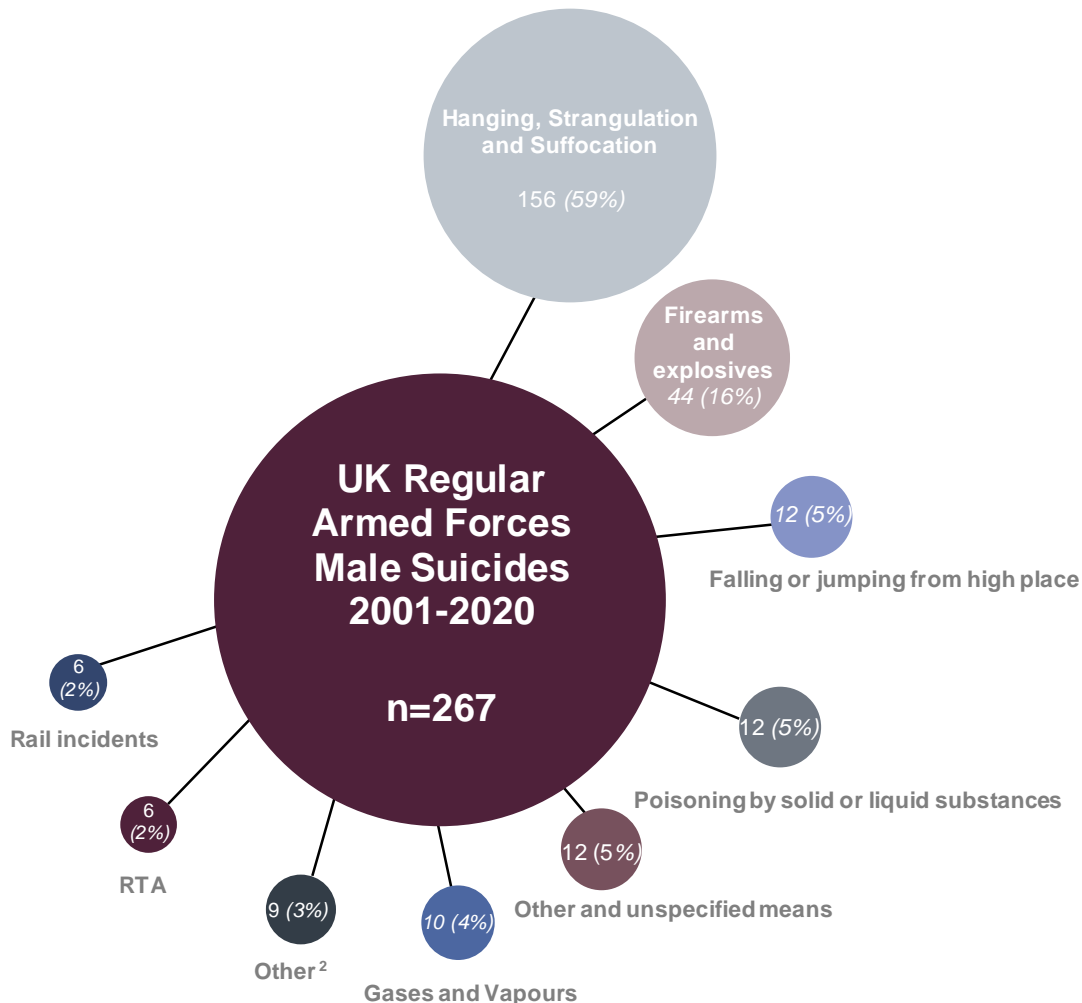 Hanging, Strangulation
and Suffocation
156 (59%)
Firearms
and
explosives
44 (16%)
UK Regular
Armed Forces
Male Suicides
2001-2020
n=267
12 (5%)
Falling or jumping from high place
12 (5%)
Poisoning by solid or liquid substances
12 (5%)
Other and unspecified means
10 (4%)
Gases and Vapours
9 (3%)
Other 2
6
(2%)
RTA
6
(2%)
Rail incidents